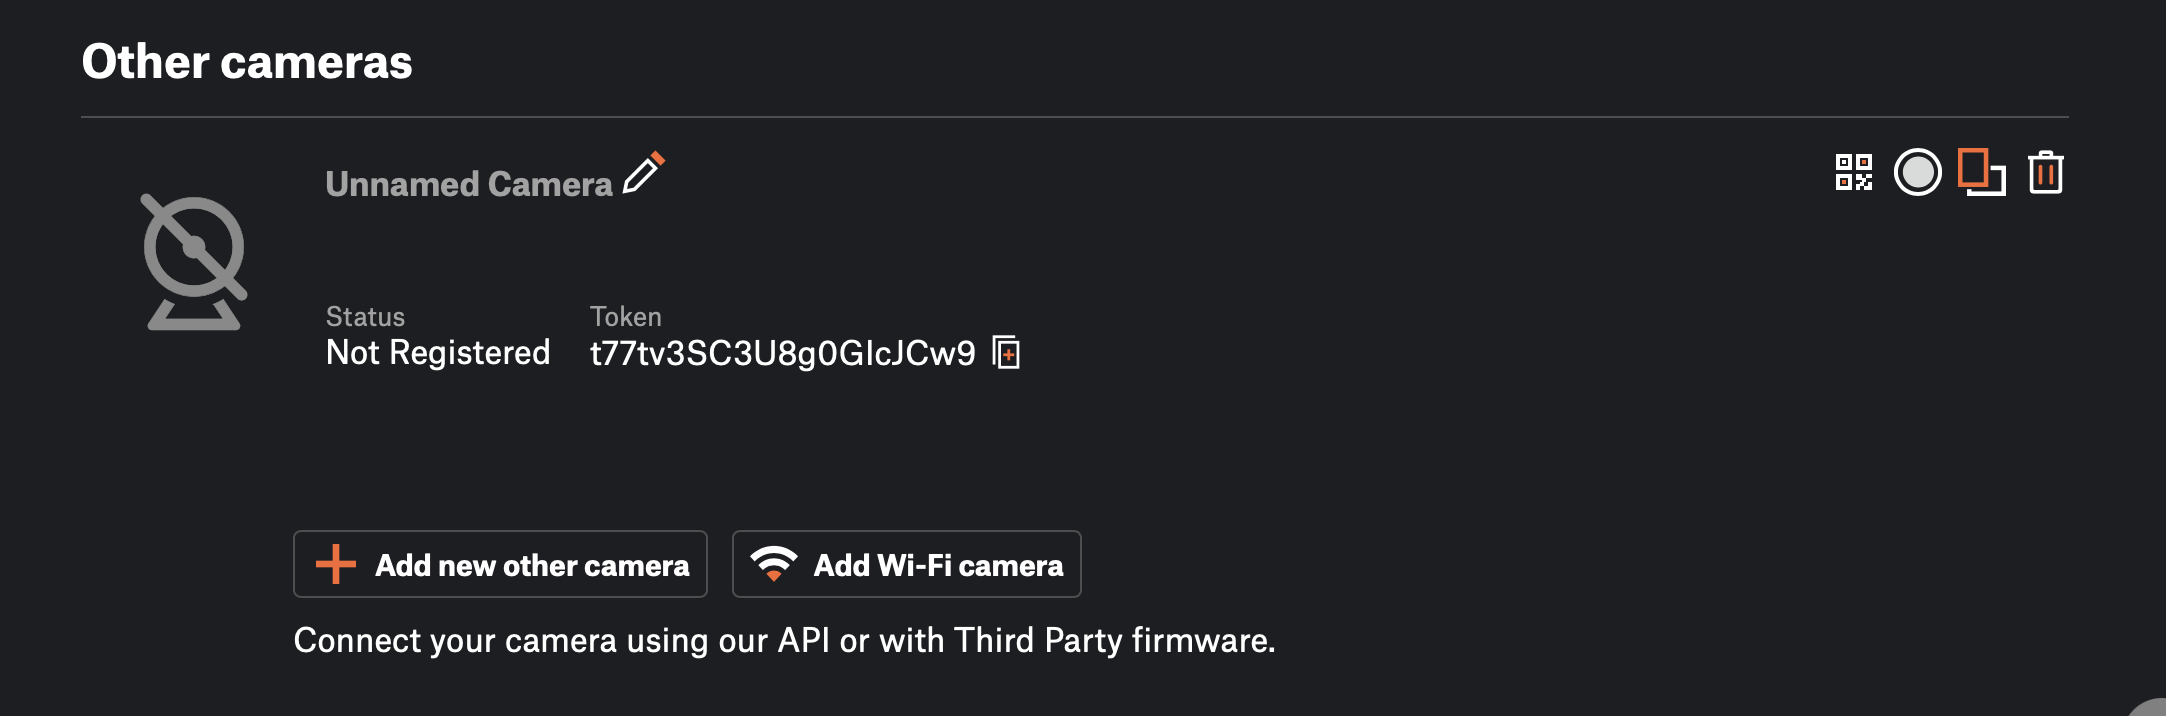 Other cameras
Unnamed Camera
Status
Token
Not Registered
t77tv3SC3U8g0GIcJCw9
Add new other camera
Add Wi-Fi camera
Connect your camera using our API or with Third Party firmware.